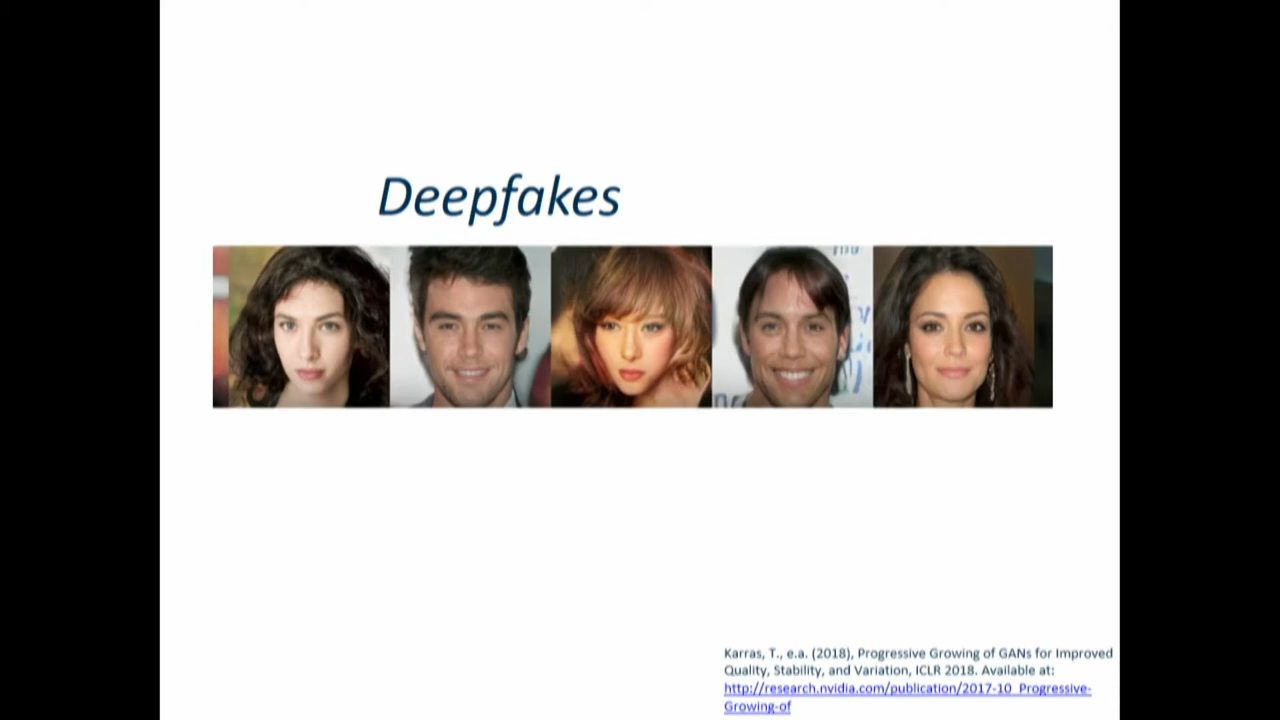 Deepfakes
Karras, T., e.a. (2018), Progressive Growing of GANs for Improved
Quality, Stability, and Variation, ICLR 2018. Available at:
http://research.nvidia.com/publication/2017-10_Progressive-
Growing-of